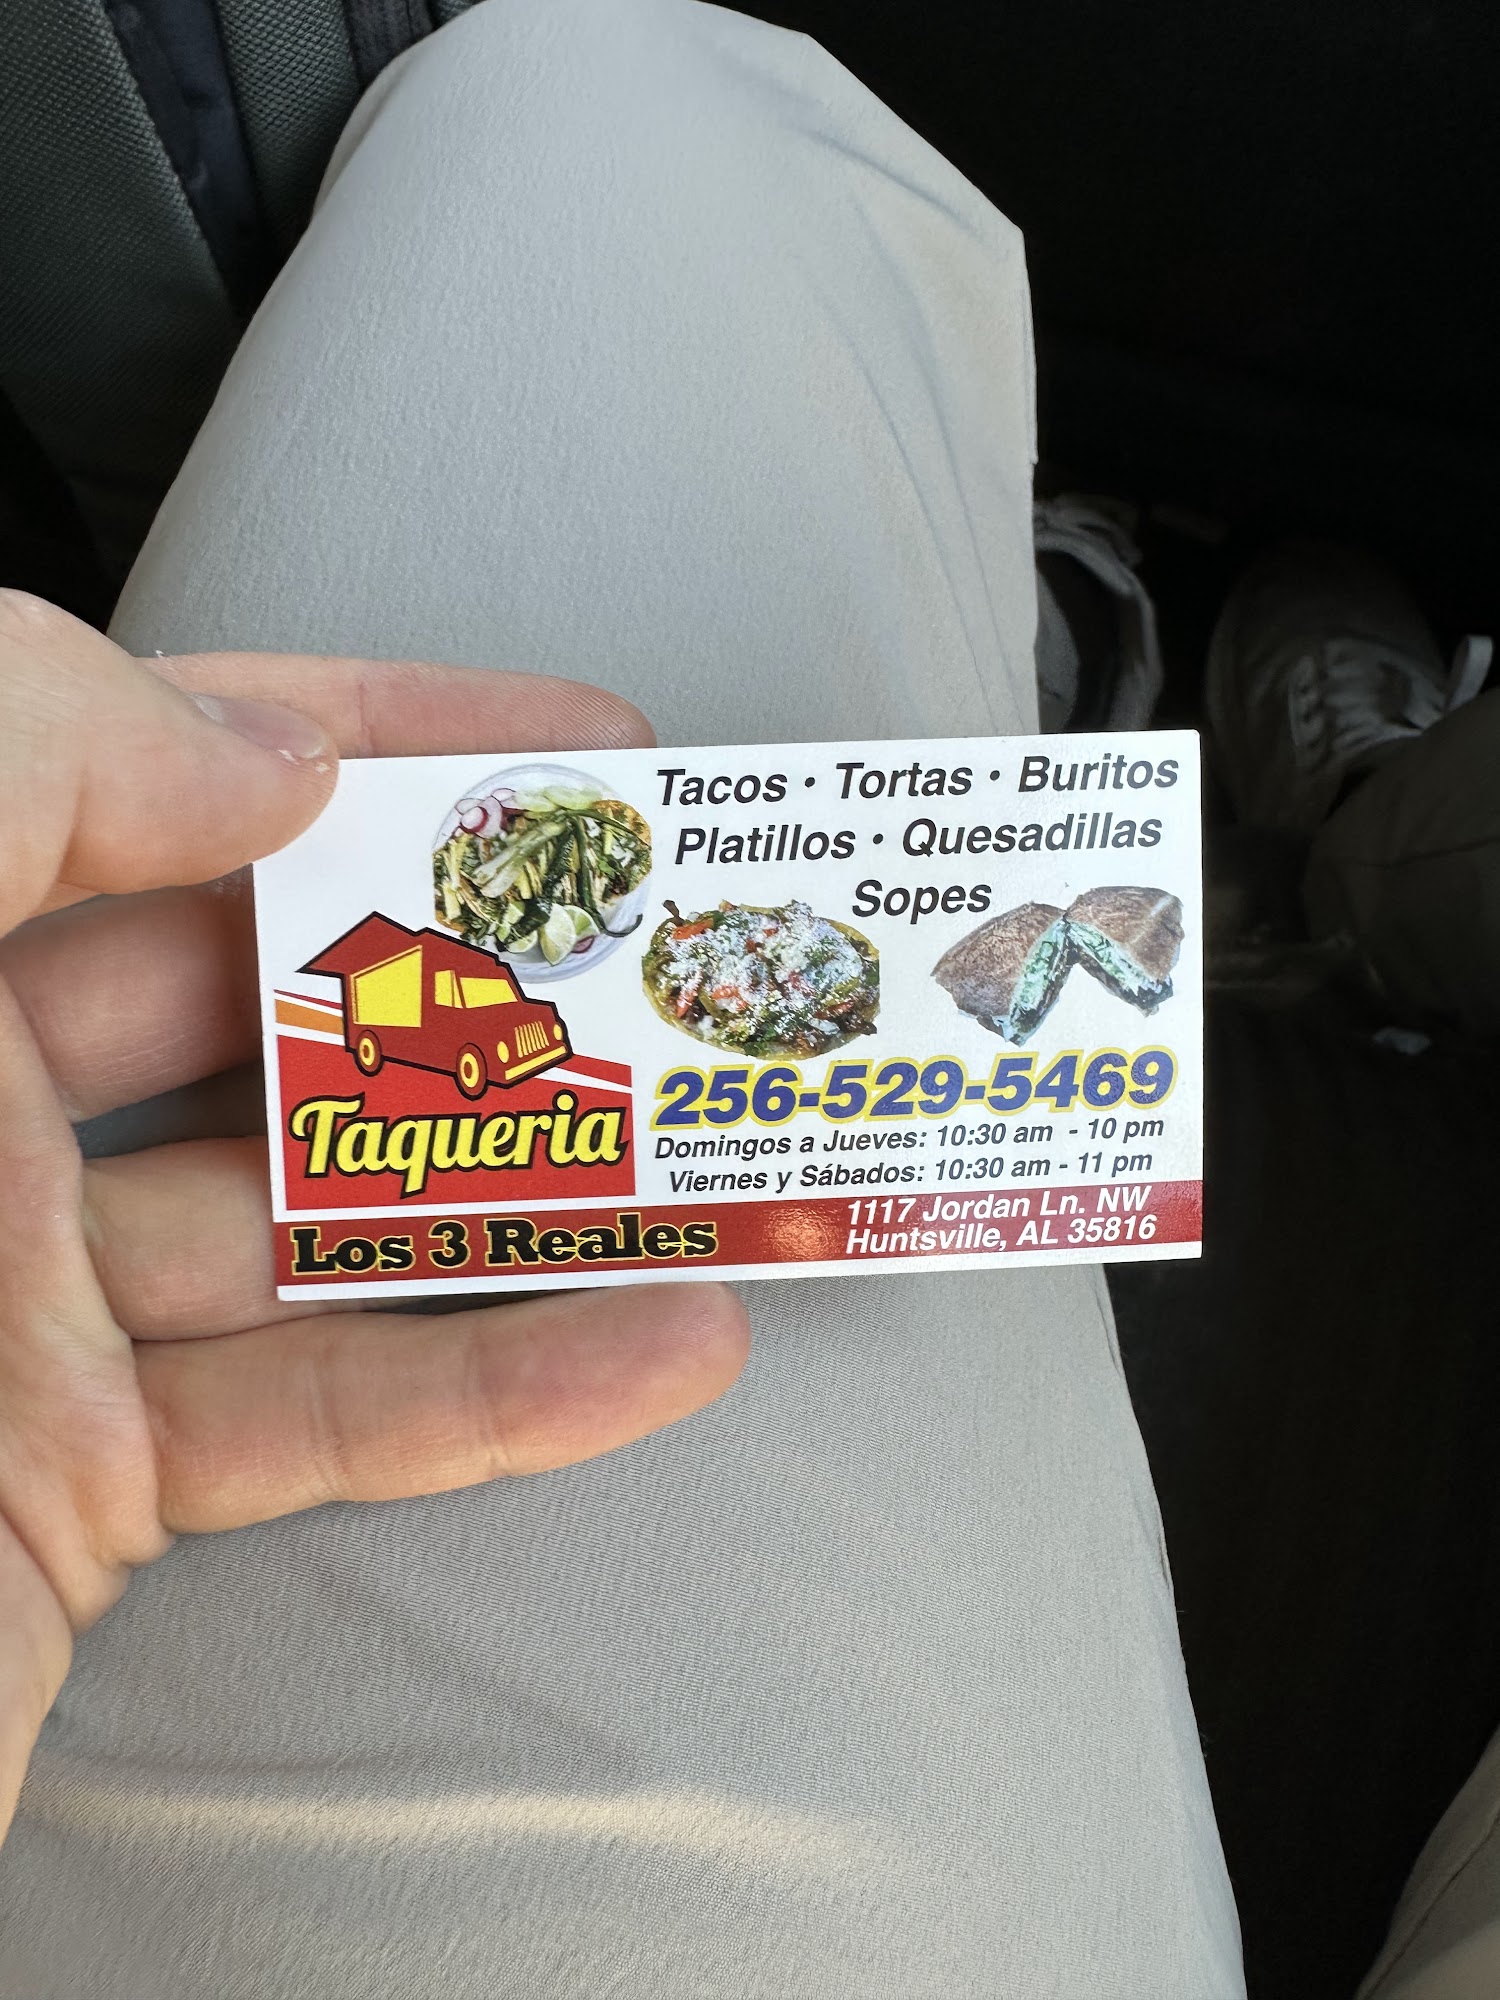 Tacos • Tortas • Buritos
Platillos • Quesadillas
Sopes
256-529-5469
Domingos a Jueves: 10:30 am - 10 pm
Viernes y Sábados: 10:30 am - 11 pm
Taqueria
Los 3 Reales
1117 Jordan Ln. NW
Huntsville, AL 35816